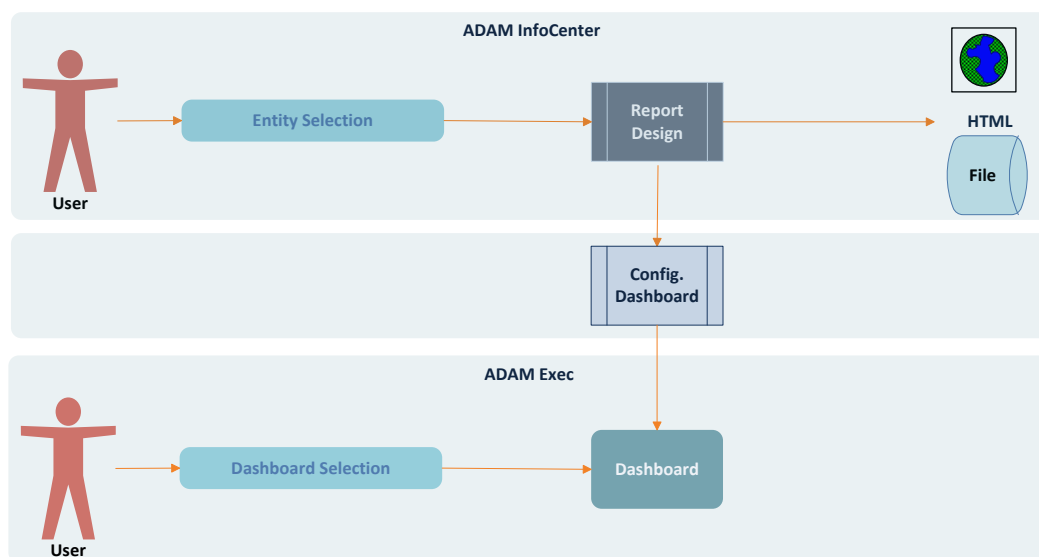 ADAM InfoCenter
Entity Selection
Report
Design
HTML
File
User
Config.
Dashboard
ADAM Exec
Dashboard Selection
Dashboard
User